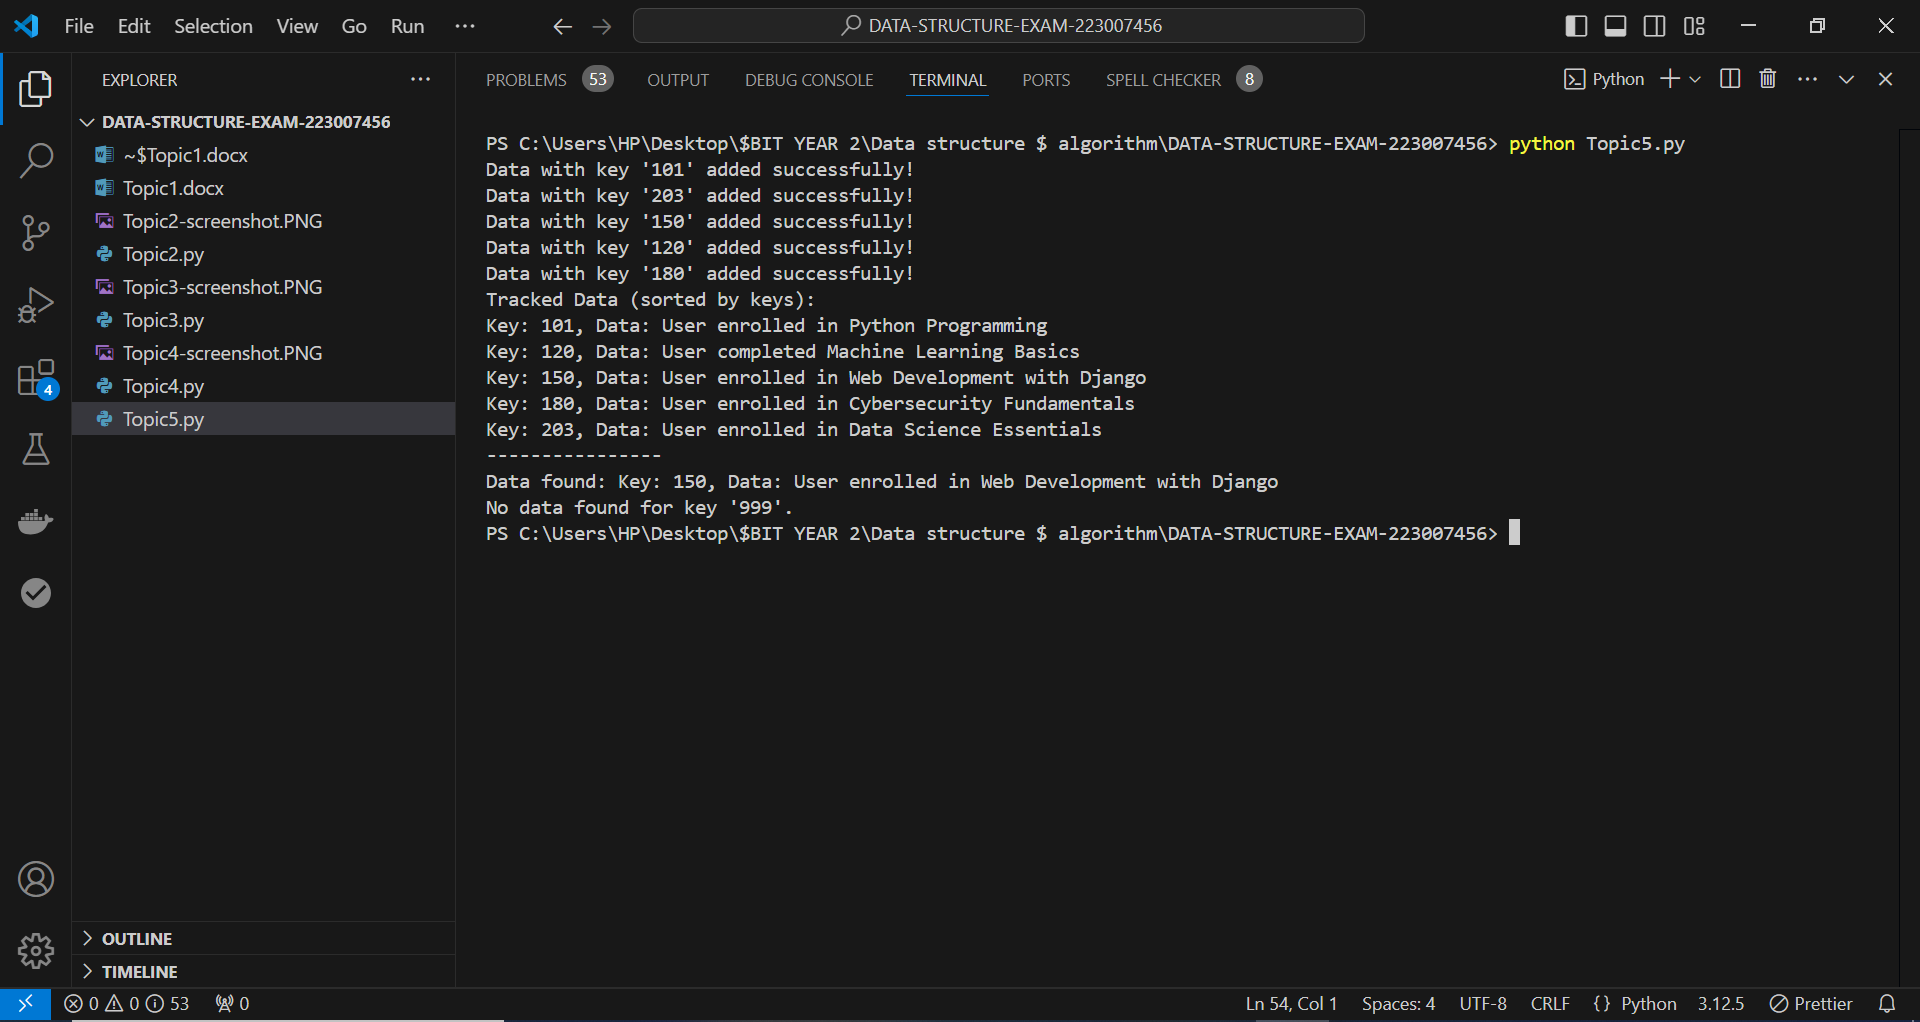 File Edit Selection View Go Run ··· DATA-STRUCTURE-EXAM-223007456
EXPLORER
DATA-STRUCTURE-EXAM-223007456
~$Topic1.docx
Topic1.docx
Topic2-screenshot.PNG
Topic2.py
Topic3-screenshot.PNG
Topic3.py
Topic4-screenshot.PNG
Topic4.py
Topic5.py
4
OUTLINE
TIMELINE
PROBLEMS 53 OUTPUT DEBUG CONSOLE TERMINAL PORTS SPELL CHECKER 8 Python
PS C:\Users\HP\Desktop\$BIT YEAR 2\Data structure $ algorithm\DATA-STRUCTURE-EXAM-223007456> python Topic5.py
Data with key '101' added successfully!
Data with key '203' added successfully!
Data with key '150' added successfully!
Data with key '120' added successfully!
Data with key '180' added successfully!
Tracked Data (sorted by keys):
Key: 101, Data: User enrolled in Python Programming
Key: 120, Data: User completed Machine Learning Basics
Key: 150, Data: User enrolled in Web Development with Django
Key: 180, Data: User enrolled in Cybersecurity Fundamentals
Key: 203, Data: User enrolled in Data Science Essentials
----------------
Data found: Key: 150, Data: User enrolled in Web Development with Django
No data found for key '999'.
PS C:\Users\HP\Desktop\$BIT YEAR 2\Data structure $ algorithm\DATA-STRUCTURE-EXAM-223007456>
0 0 53 0 Ln 54, Col 1 Spaces: 4 UTF-8 CRLF {} Python 3.12.5 Prettier